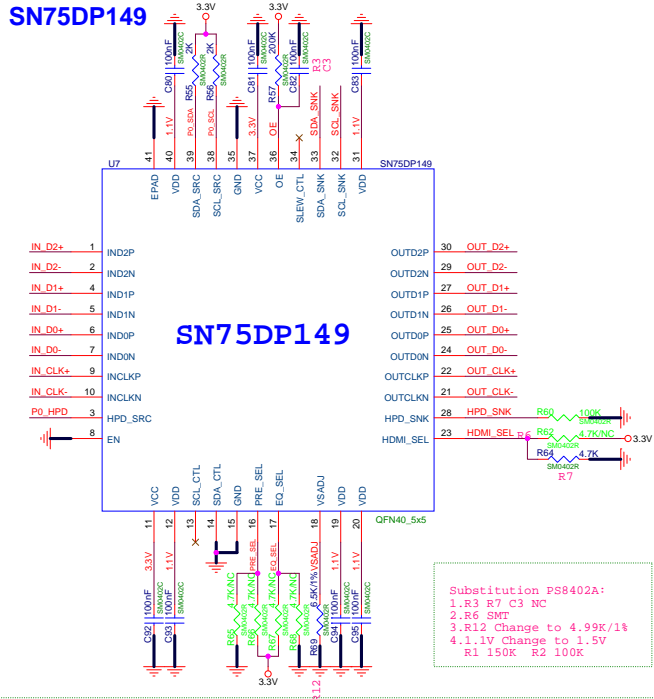 SN75DP149
3.3V
3.3V
C80 100nF SM0402C
R55 2K SM0402R
R56 2K SM0402R
C81 100nF SM0402C
R57 200K SM0402R
C82 100nF SM0402C
R3
C3
C83 100nF SM0402C
1.1V
P0_SDA
P0_SCL
3.3V
OE
SDA_SNK
SCL_SNK
1.1V
41 40 39 38 35 37 36 34 33 32 31
U7
SN75DP149
EPAD VDD SDA_SRC SCL_SRC GND VCC OE SLEW_CTL SDA_SNK SCL_SNK VDD
IN_D2+ 1 IND2P
OUTD2P 30 OUT_D2+
IN_D2- 2 IND2N
OUTD2N 29 OUT_D2-
IN_D1+ 4 IND1P
OUTD1P 27 OUT_D1+
IN_D1- 5 IND1N
OUTD1N 26 OUT_D1-
IN_D0+ 6 IND0P
OUTD0P 25 OUT_D0+
IN_D0- 7 IND0N
OUTD0N 24 OUT_D0-
SN75DP149
IN_CLK+ 9 INCLKP
OUTCLKP 22 OUT_CLK+
IN_CLK- 10 INCLKN
OUTCLKN 21 OUT_CLK-
P0_HPD 3 HPD_SRC
HPD_SNK 28 HPD_SNK
R60 100K SM0402R
8 EN
HDMI_SEL 23 HDMI_SEL
R6
R62 4.7K/NC SM0402R
3.3V
R64 4.7K SM0402R
R7
VCC VDD SCL_CTL SDA_CTL GND PRE_SEL EQ_SEL VSADJ VDD VDD
QFN40_5x5
11 12 13 14 15 16 17 18 19 20
3.3V
1.1V
PRE_SEL
EQ_SEL
VSADJ
1.1V
1.1V
C92 100nF SM0402C
C93 100nF SM0402C
4.7K/NC SM0402R
4.7K/NC SM0402R
R67 4.7K/NC SM0402R
4.7K/NC SM0402R
R69 6.5K/1% SM0402R
C94 100nF SM0402C
C95 100nF SM0402C
3.3V
R12
Substitution PS8402A:
1.R3 R7 C3 NC
2.R6 SMT
3.R12 Change to 4.99K/1%
4.1.1V Change to 1.5V
R1 150K R2 100K